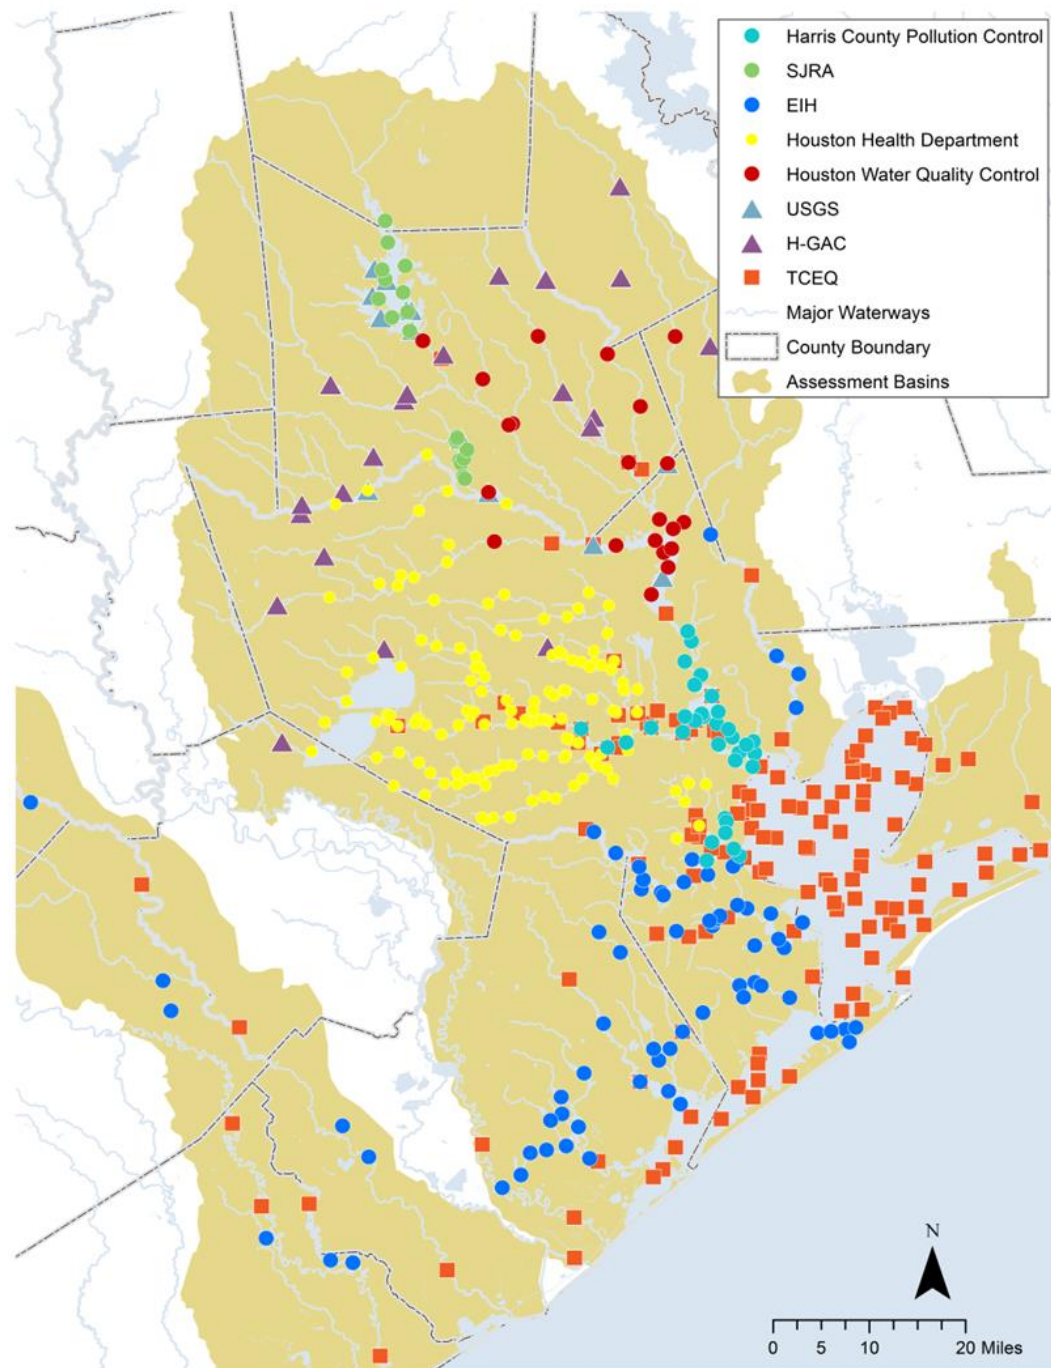 Harris County Pollution Control
SJRA
EIH
Houston Health Department
Houston Water Quality Control
USGS
H-GAC
TCEQ
Major Waterways
County Boundary
Assessment Basins
N
0 5 10 20 Miles